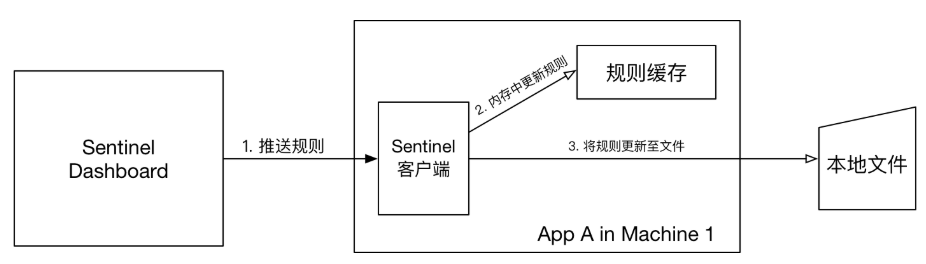 Sentinel
Dashboard
1. 推送规则
Sentinel
客户端
2. 内存中更新规则
规则缓存
3. 将规则更新至文件
本地文件
App A in Machine 1